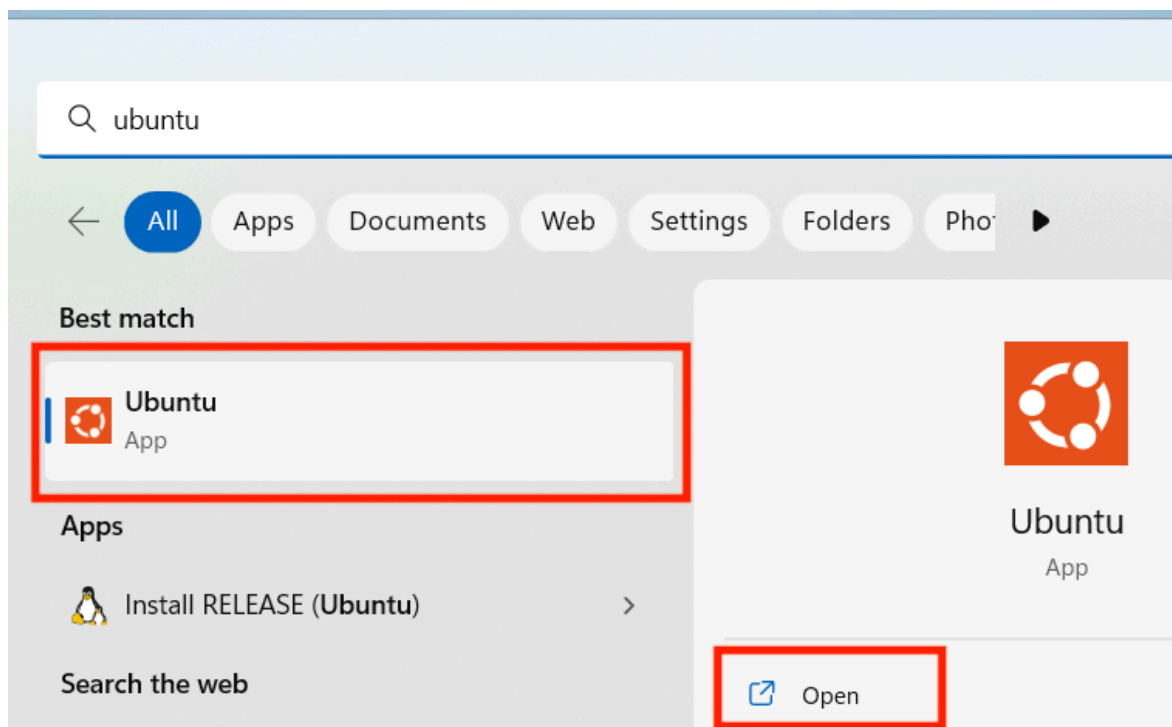 ubuntu
All Apps Documents Web Settings Folders Pho
Best match
Ubuntu
App
Apps
Install RELEASE (Ubuntu)
Search the web
Ubuntu
App
Open